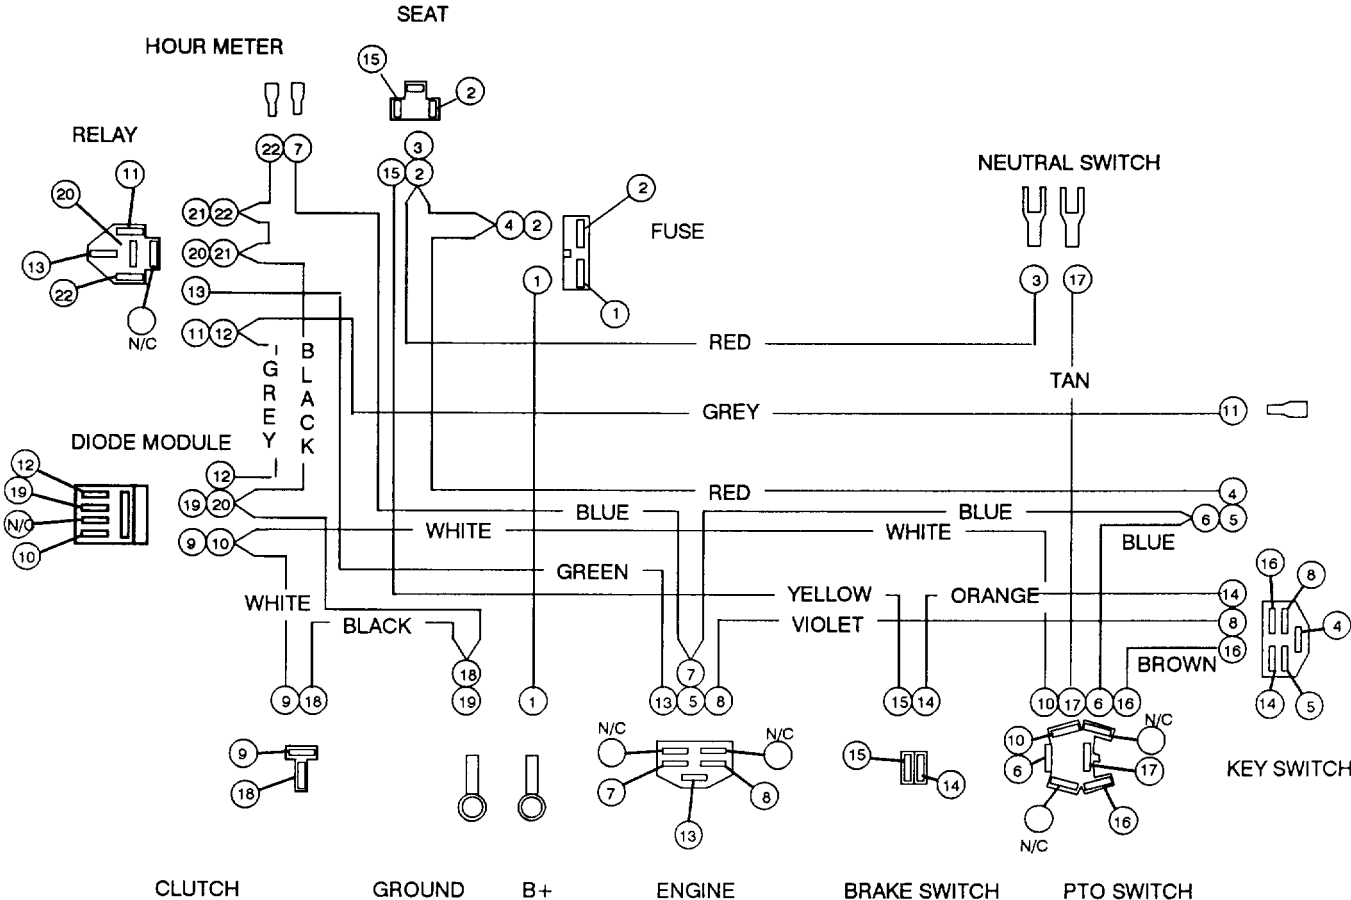 SEAT
HOUR METER
15
2
RELAY
22 7
3
15 2
NEUTRAL SWITCH
11
20
2
21 22
4 2
FUSE
13
20 21
22
13
1
3
17
1
N/C
11 12
RED
GREY
BLACK
TAN
GREY
11
DIODE MODULE
12
12
19
19 20
RED
4
N/C
BLUE
BLUE
6 5
WHITE
WHITE
BLUE
10
9 10
GREEN
16
8
WHITE
YELLOW
ORANGE
14
BLACK
VIOLET
8
4
BROWN
16
18
7
9 18
19
1
13 5 8
15 14
10 17 6 16
14
5
N/C
N/C
N/C
9
10
15
6
17
KEY SWITCH
18
7
8
14
13
16
N/C
CLUTCH
GROUND
B+
ENGINE
BRAKE SWITCH
PTO SWITCH